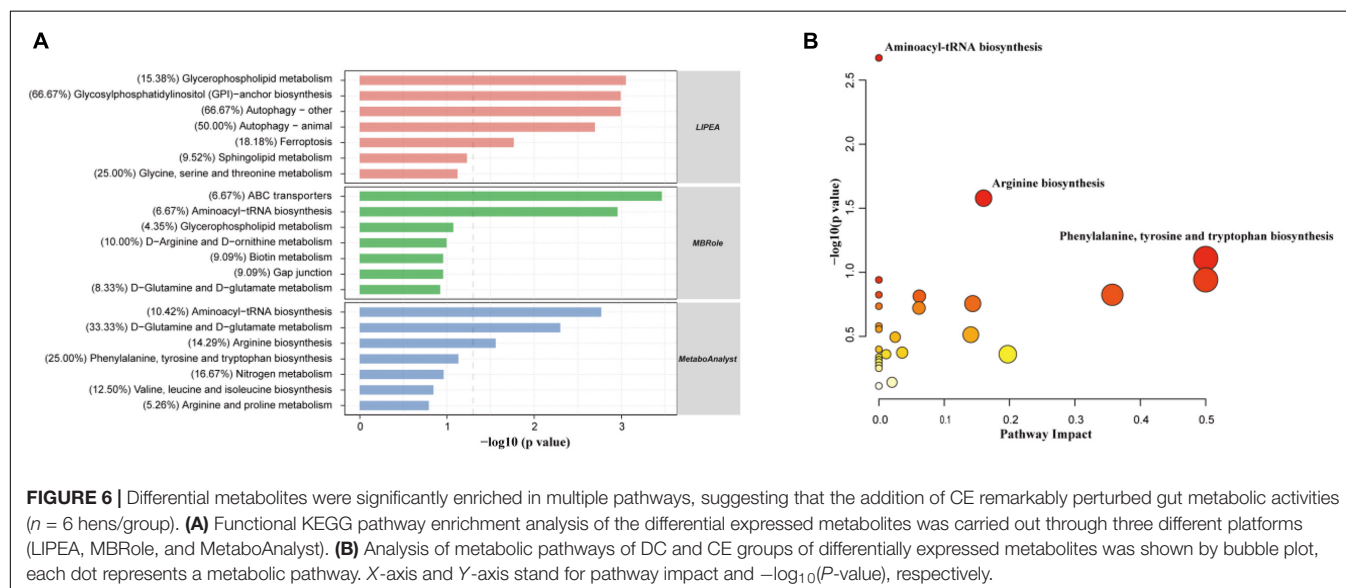 A
(15.38%) Glycerophospholipid metabolism
(66.67%) Glycosylphosphatidylinositol (GPI)−anchor biosynthesis
(66.67%) Autophagy − other
(50.00%) Autophagy − animal
(18.18%) Ferroptosis
(9.52%) Sphingolipid metabolism
(25.00%) Glycine, serine and threonine metabolism
LIPEA
(6.67%) ABC transporters
(6.67%) Aminoacyl−tRNA biosynthesis
(4.35%) Glycerophospholipid metabolism
(10.00%) D−Arginine and D−ornithine metabolism
(9.09%) Biotin metabolism
(9.09%) Gap junction
(8.33%) D−Glutamine and D−glutamate metabolism
MBRole
(10.42%) Aminoacyl−tRNA biosynthesis
(33.33%) D−Glutamine and D−glutamate metabolism
(14.29%) Arginine biosynthesis
(25.00%) Phenylalanine, tyrosine and tryptophan biosynthesis
(16.67%) Nitrogen metabolism
(12.50%) Valine, leucine and isoleucine biosynthesis
(5.26%) Arginine and proline metabolism
MetaboAnalyst
0 1 2 3
−log10 (p value)
B
Aminoacyl-tRNA biosynthesis
Arginine biosynthesis
Phenylalanine, tyrosine and tryptophan biosynthesis
−log10(p value)
2.5
2.0
1.5
1.0
0.5
0.0 0.1 0.2 0.3 0.4 0.5
Pathway Impact
FIGURE 6 | Differential metabolites were significantly enriched in multiple pathways, suggesting that the addition of CE remarkably perturbed gut metabolic activities
(n = 6 hens/group). (A) Functional KEGG pathway enrichment analysis of the differential expressed metabolites was carried out through three different platforms
(LIPEA, MBRole, and MetaboAnalyst). (B) Analysis of metabolic pathways of DC and CE groups of differentially expressed metabolites was shown by bubble plot,
each dot represents a metabolic pathway. X-axis and Y-axis stand for pathway impact and −log10(P-value), respectively.